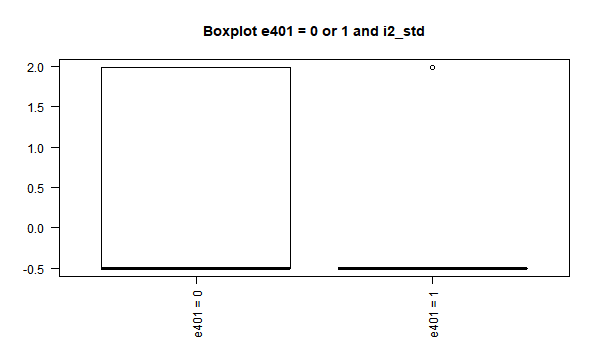 Boxplot e401 = 0 or 1 and i2_std
2.0
1.5
1.0
0.5
0.0
-0.5
e401 = 0
e401 = 1